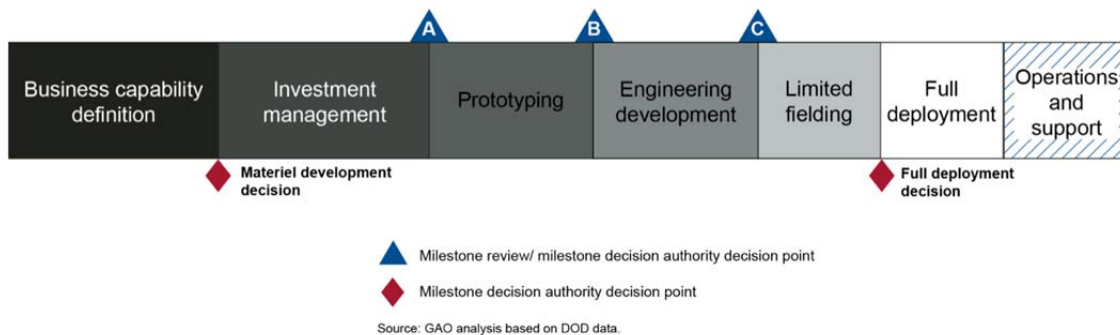 A
B
C
Business capability
definition
Investment
management
Prototyping
Engineering
development
Limited
fielding
Full
deployment
Operations
and
support
Materiel development
decision
Full deployment
decision
Milestone review/ milestone decision authority decision point
Milestone decision authority decision point
Source: GAO analysis based on DOD data.